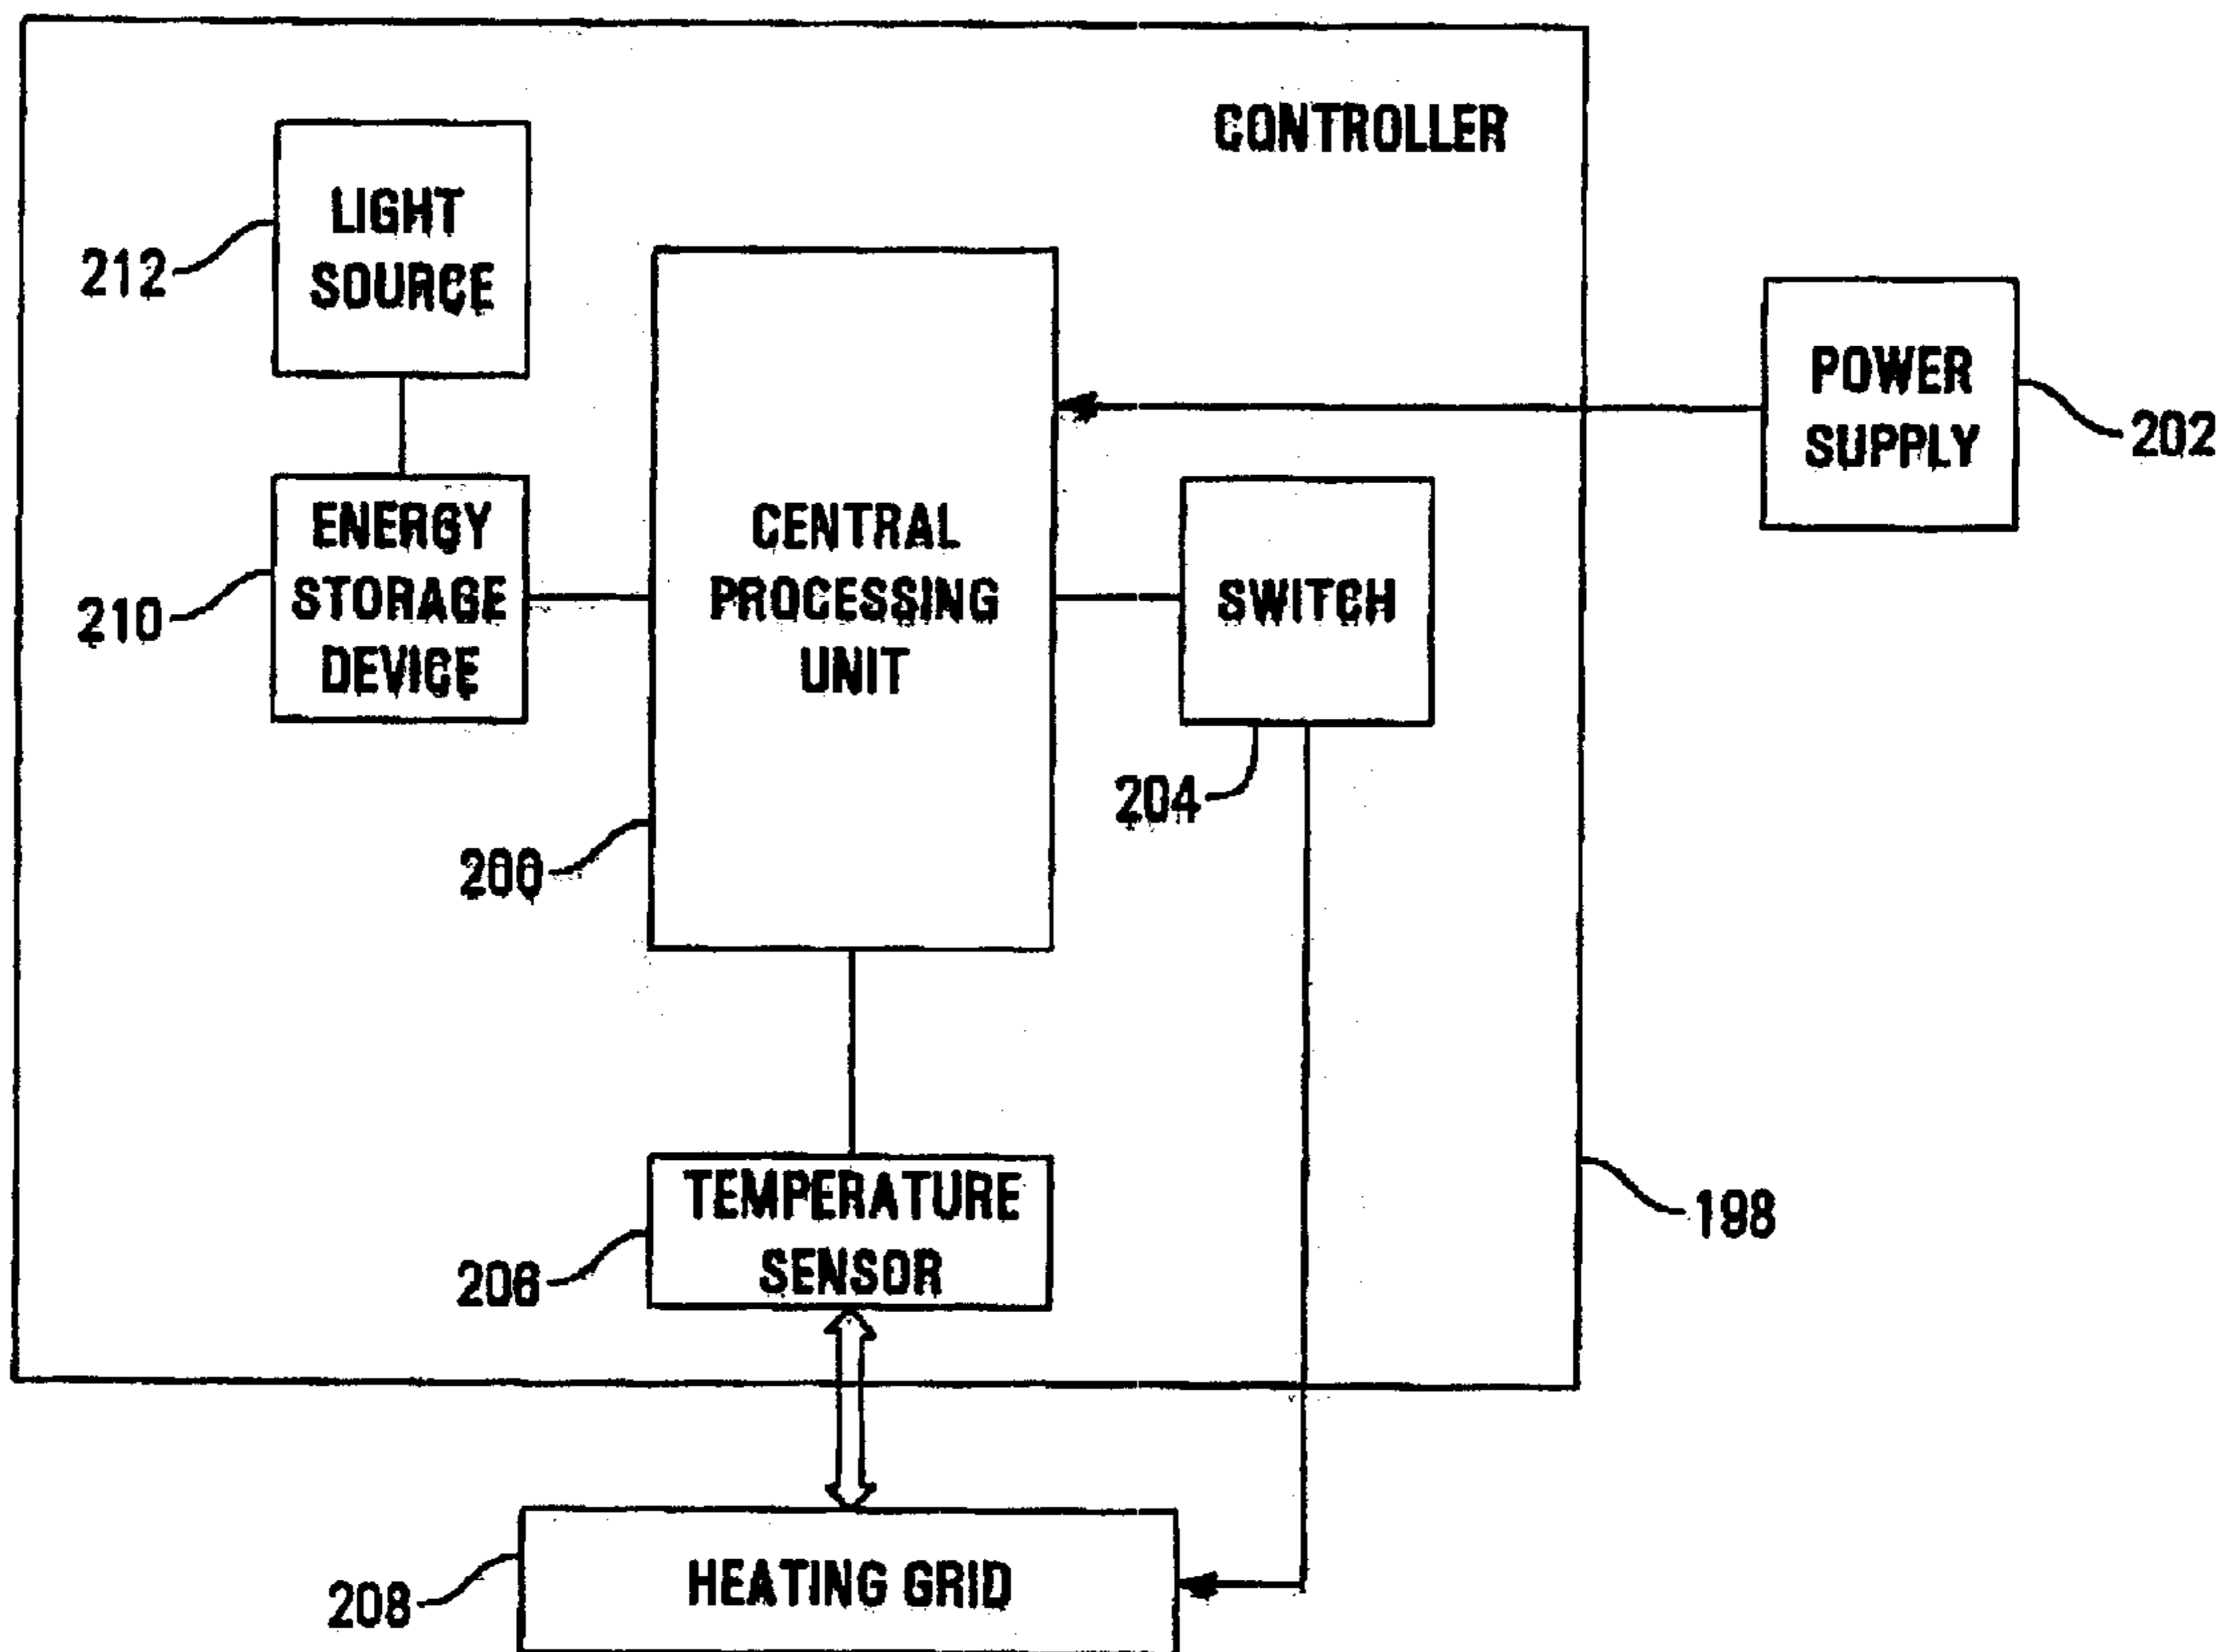 CONTROLLER
LIGHT
SOURCE
212
POWER
SUPPLY
202
ENERGY
STORAGE
DEVICE
210
CENTRAL
PROCESSING
UNIT
200
SWITCH
204
TEMPERATURE
SENSOR
206
198
HEATING GRID
208